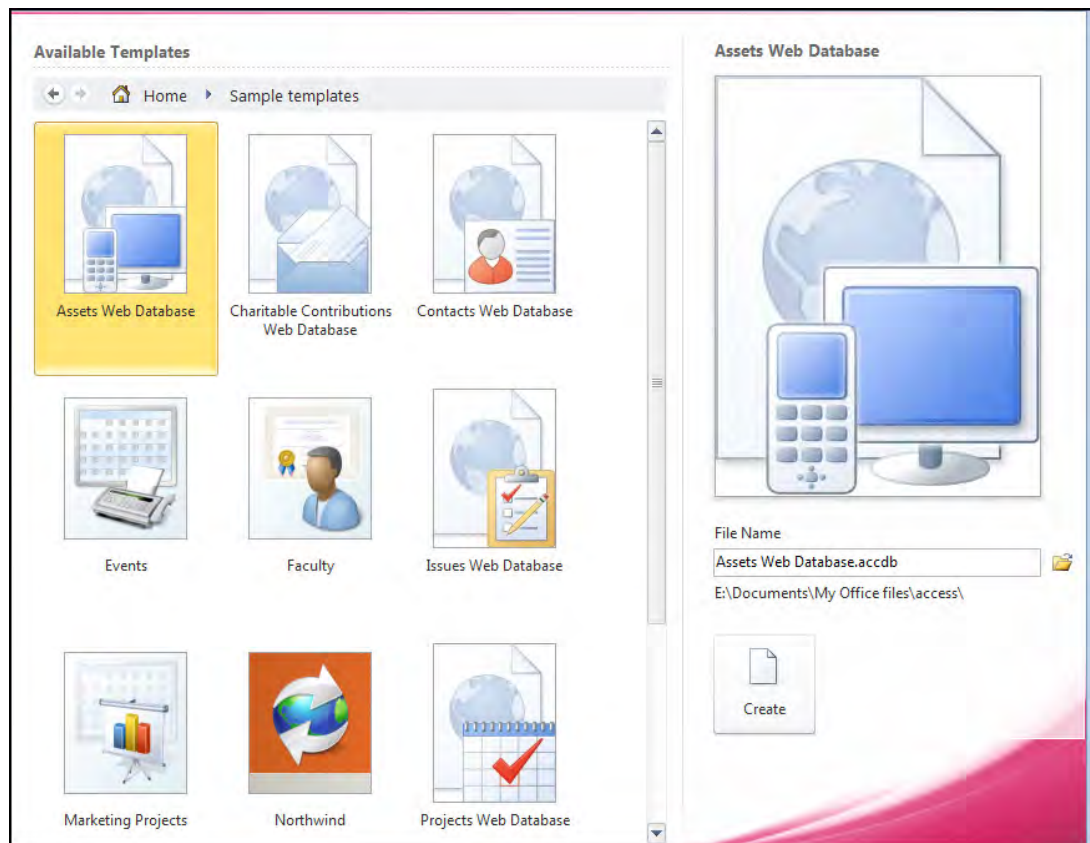 Available Templates
Home
Sample templates
Assets Web Database
Charitable Contributions
Web Database
Contacts Web Database
Events
Faculty
Issues Web Database
Marketing Projects
Northwind
Projects Web Database
Assets Web Database
File Name
Assets Web Database.accdb
E:\Documents\My Office files\access\
Create